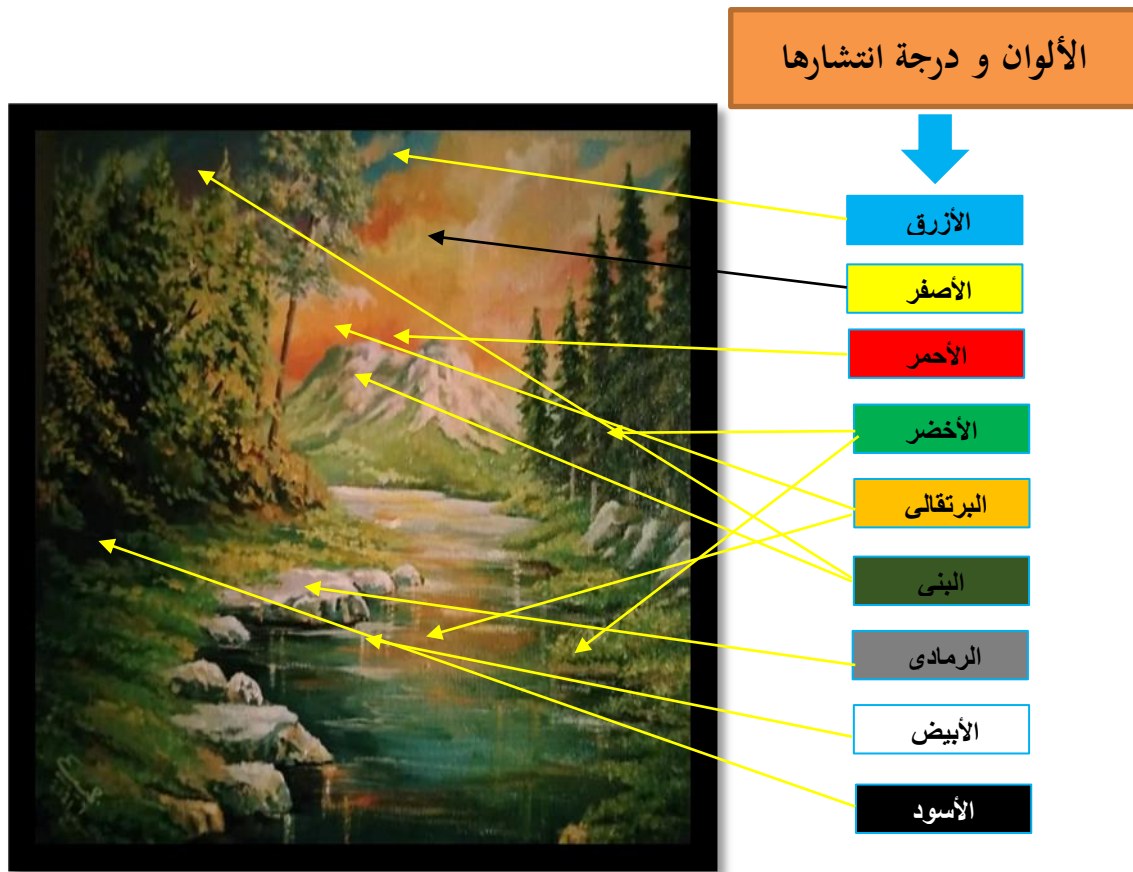 الألوان و درجة انتشارها
الأزرق
الأصفر
الأحمر
الأخضر
البرتقالى
البنى
الرمادى
الأبيض
الأسود